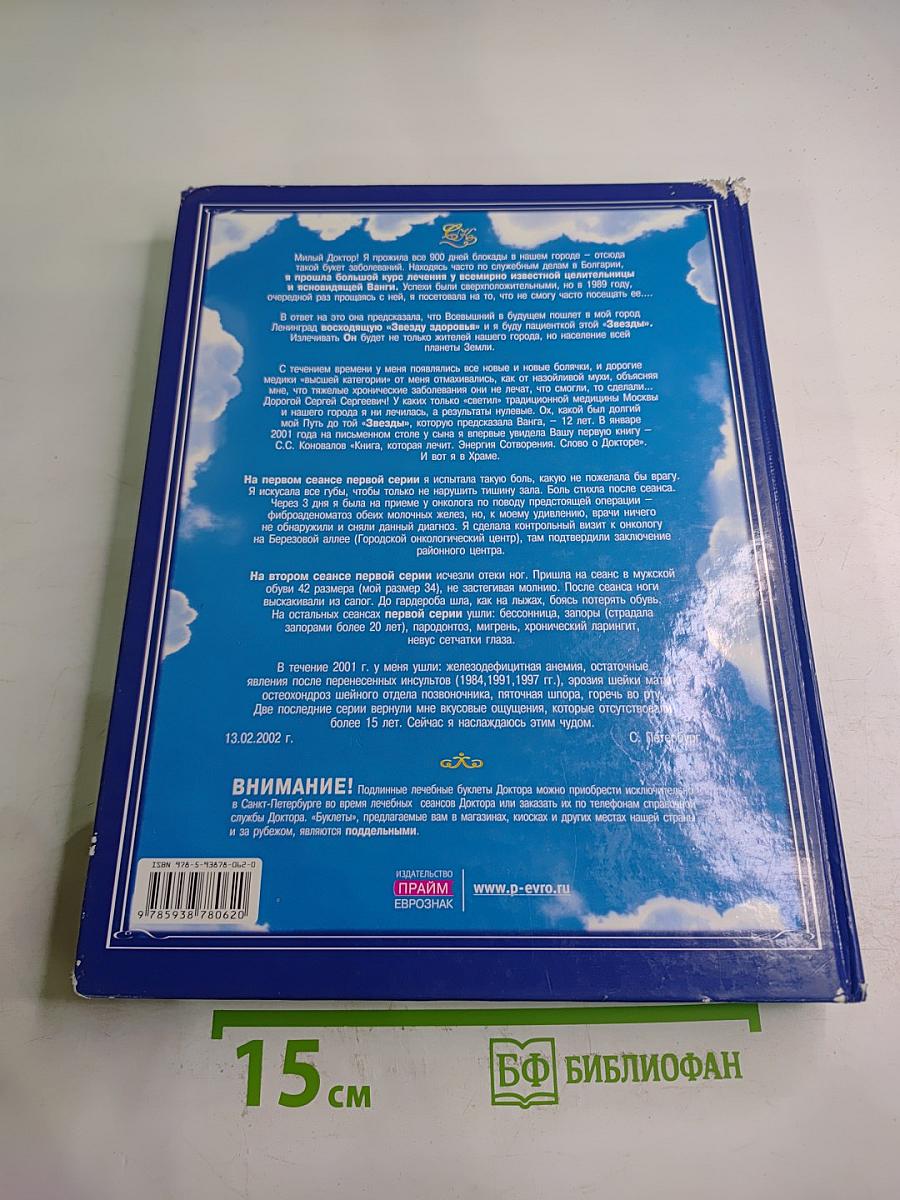 СК
Милый Доктор! Я прожила все 900 дней блокады в нашем городе – отсюда
такой букет заболеваний. Находясь часто по служебным делам в Болгарии,
я прошла большой курс лечения у всемирно известной целительницы
и ясновидящей Ванги. Успехи были сверхположительными, но в 1989 году,
очередной раз прощаясь с ней, я посетовала на то, что не смогу часто посещать ее....
В ответ на это она предсказала, что Всевышний в будущем пошлет в мой город
Ленинград восходящую «Звезду здоровья» и я буду пациенткой этой «Звезды».
Излечивать Он будет не только жителей нашего города, но население всей
планеты Земли.
С течением времени у меня появлялись все новые и новые болячки, и дорогие
медики «высшей категории» от меня отмахивались, как от назойливой мухи, объясняя
мне, что тяжелые хронические заболевания они не лечат, что смогли, то сделали...
Дорогой Сергей Сергеевич! У каких только «светил» традиционной медицины Москвы
и нашего города я ни лечилась, а результаты нулевые. Ох, какой был долгий
мой Путь до той «Звезды», которую предсказала Ванга, – 12 лет. В январе
2001 года на письменном столе у сына я впервые увидела Вашу первую книгу –
С.С. Коновалов «Книга, которая лечит. Энергия Сотворения. Слово о Докторе».
И вот я в Храме.
На первом сеансе первой серии я испытала такую боль, какую не пожелала бы врагу.
Я искусала все губы, чтобы только не нарушить тишину зала. Боль стихла после сеанса.
Через 3 дня я была на приеме у онколога по поводу предстоящей операции –
фиброаденоматоз обеих молочных желез, но, к моему удивлению, врачи ничего
не обнаружили и сняли данный диагноз. Я сделала контрольный визит к онкологу
на Березовой аллее (Городской онкологический центр), там подтвердили заключение
районного центра.
На втором сеансе первой серии исчезли отеки ног. Пришла на сеанс в мужской
обуви 42 размера (мой размер 34), не застегивая молнию. После сеанса ноги
выскакивали из сапог. До гардероба шла, как на лыжах, боясь потерять обувь.
На остальных сеансах первой серии ушли: бессонница, запоры (страдала
запорами более 20 лет), пародонтоз, мигрень, хронический ларингит,
невус сетчатки глаза.
В течение 2001 г. у меня ушли: железодефицитная анемия, остаточные
явления после перенесенных инсультов (1984,1991,1997 гг.), эрозия шейки матки,
остеохондроз шейного отдела позвоночника, пяточная шпора, горечь во рту.
Две последние серии вернули мне вкусовые ощущения, которые отсутствовали
более 15 лет. Сейчас я наслаждаюсь этим чудом.
13.02.2002 г. С. Петербург
ВНИМАНИЕ! Подлинные лечебные буклеты Доктора можно приобрести исключительно
в Санкт-Петербурге во время лечебных сеансов Доктора или заказать их по телефонам справочной
службы Доктора. «Буклеты», предлагаемые вам в магазинах, киосках и других местах нашей страны
и за рубежом, являются поддельными.
ISBN 978-5-93878-062-0
9 785938 780620
ИЗДАТЕЛЬСТВО
ПРАЙМ
ЕВРОЗНАК
www.p-evro.ru
15 см
БФ БИБЛИОФАН